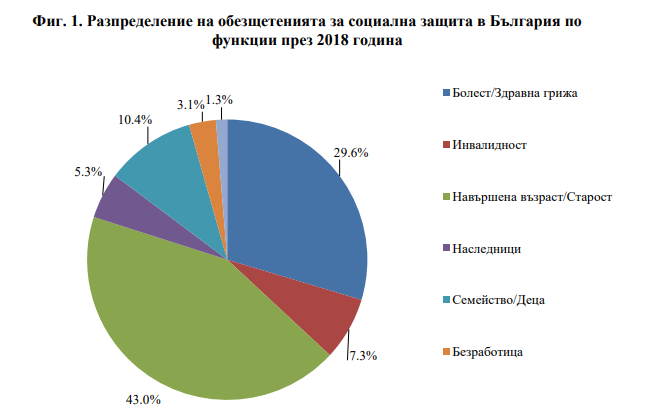 Фиг. 1. Разпределение на обезщетенията за социална защита в България по
функции през 2018 година
29.6%
7.3%
43.0%
5.3%
10.4%
3.1%
1.3%
Болест/Здравна грижа
Инвалидност
Навършена възраст/Старост
Наследници
Семейство/Деца
Безработица